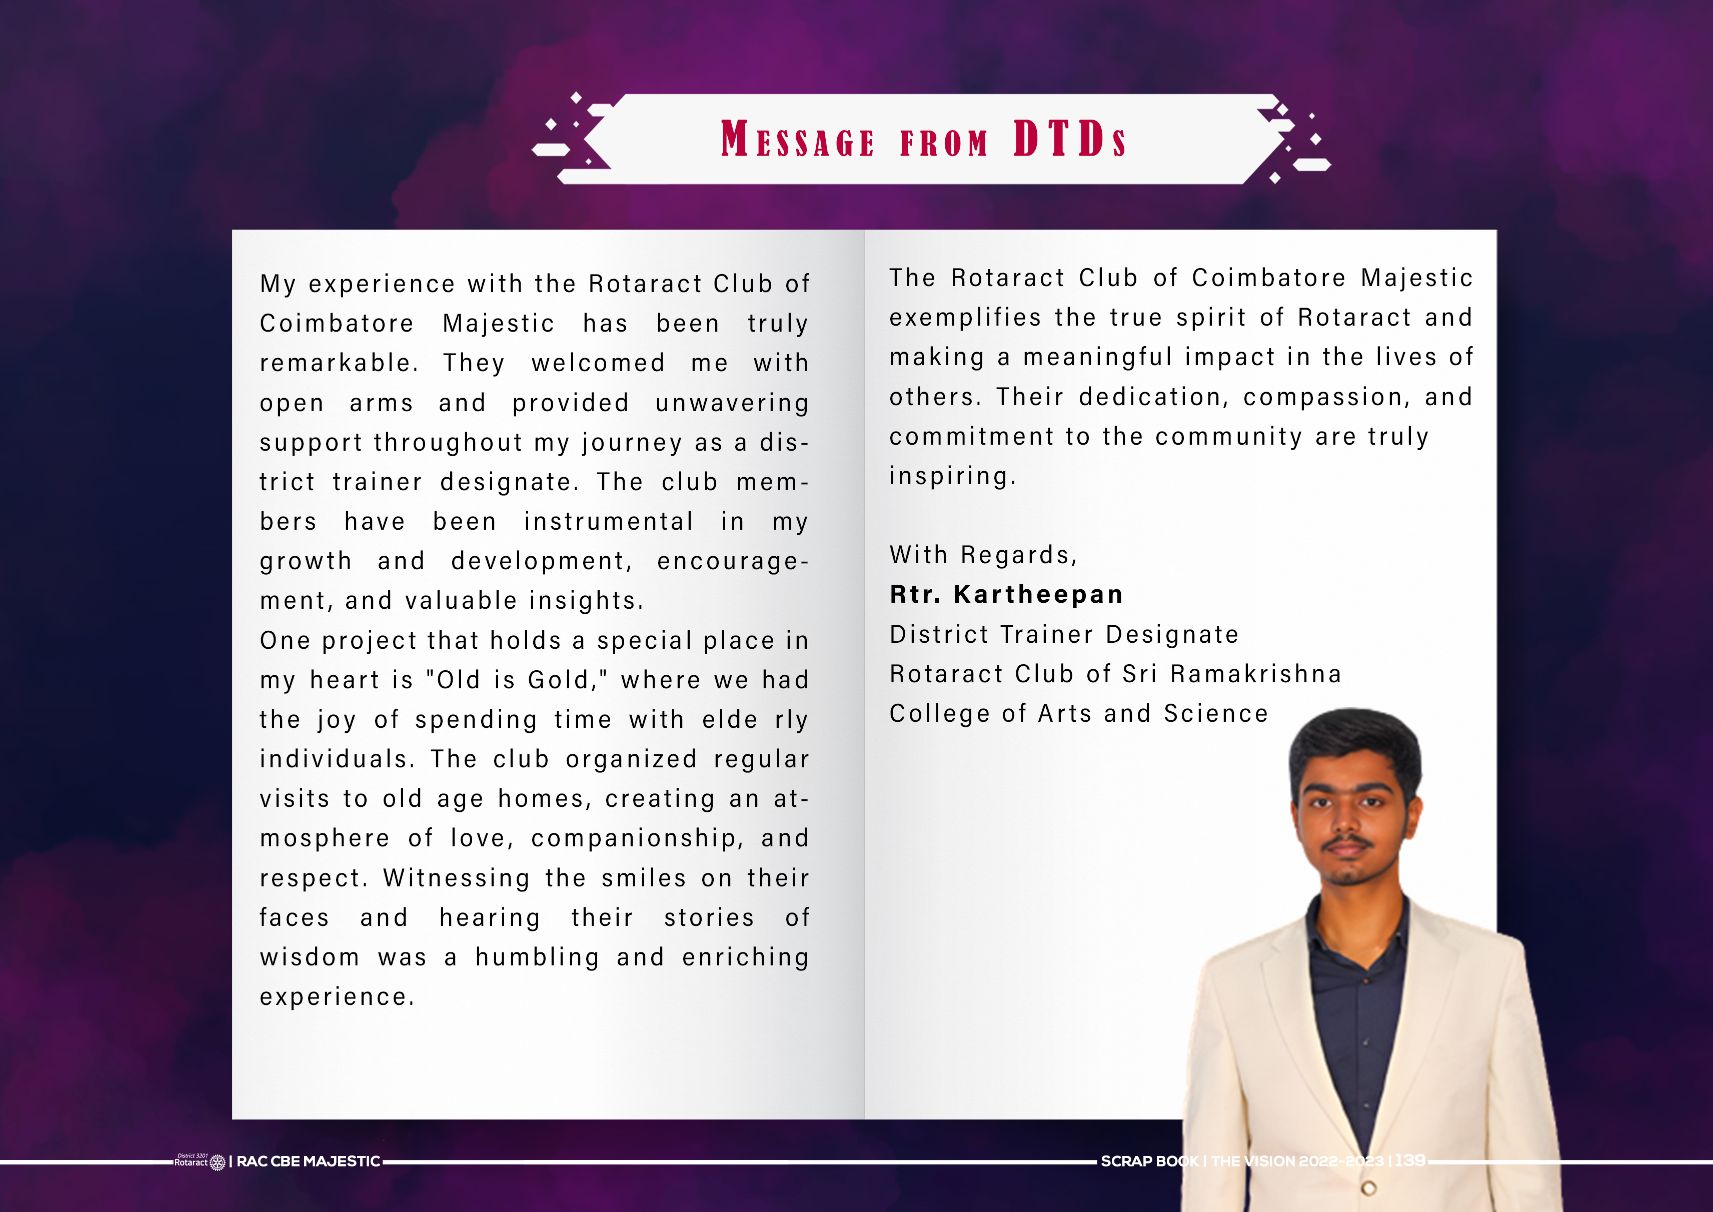 Message from DTDs
My experience with the Rotaract Club of
Coimbatore Majestic has been truly
remarkable. They welcomed me with
open arms and provided unwavering
support throughout my journey as a dis-
trict trainer designate. The club mem-
bers have been instrumental in my
growth and development, encourage-
ment, and valuable insights.
One project that holds a special place in
my heart is "Old is Gold," where we had
the joy of spending time with elde rly
individuals. The club organized regular
visits to old age homes, creating an at-
mosphere of love, companionship, and
respect. Witnessing the smiles on their
faces and hearing their stories of
wisdom was a humbling and enriching
experience.
The Rotaract Club of Coimbatore Majestic
exemplifies the true spirit of Rotaract and
making a meaningful impact in the lives of
others. Their dedication, compassion, and
commitment to the community are truly
inspiring.
With Regards,
Rtr. Kartheepan
District Trainer Designate
Rotaract Club of Sri Ramakrishna
College of Arts and Science
District 3201
Rotaract | RAC CBE MAJESTIC
SCRAP BOOK | THE VISION 2022-2023 | 139